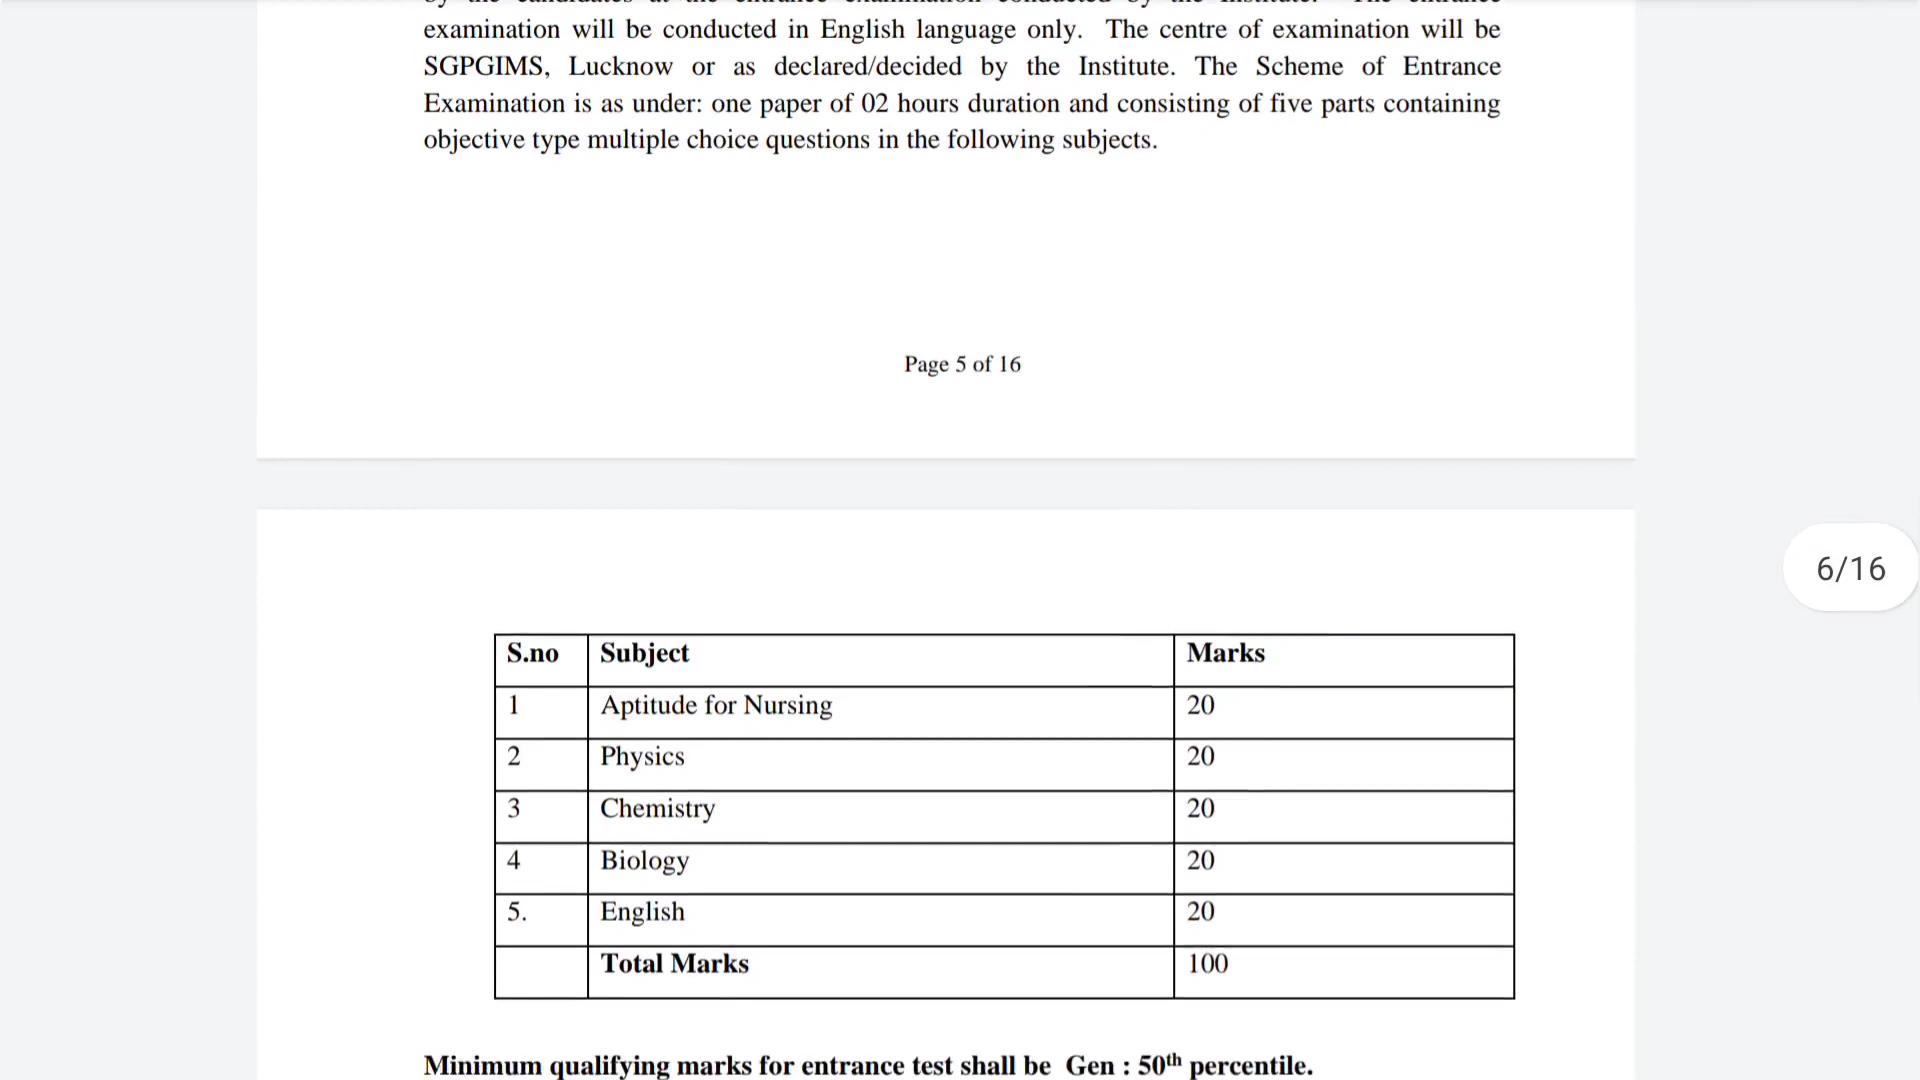 examination will be conducted in English language only. The centre of examination will be
SGPGIMS, Lucknow or as declared/decided by the Institute. The Scheme of Entrance
Examination is as under: one paper of 02 hours duration and consisting of five parts containing
objective type multiple choice questions in the following subjects.
Page 5 of 16
6/16
S.no Subject Marks
1 Aptitude for Nursing 20
2 Physics 20
3 Chemistry 20
4 Biology 20
5. English 20
Total Marks 100
Minimum qualifying marks for entrance test shall be Gen : 50th percentile.